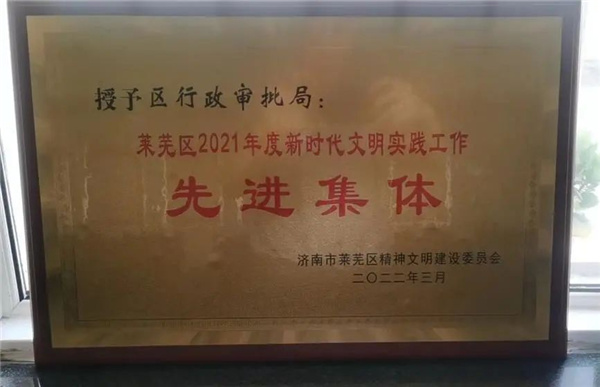 授予区行政审批局：
莱芜区2021年度新时代文明实践工作
先进集体
济南市莱芜区精神文明建设委员会
二〇二二年三月